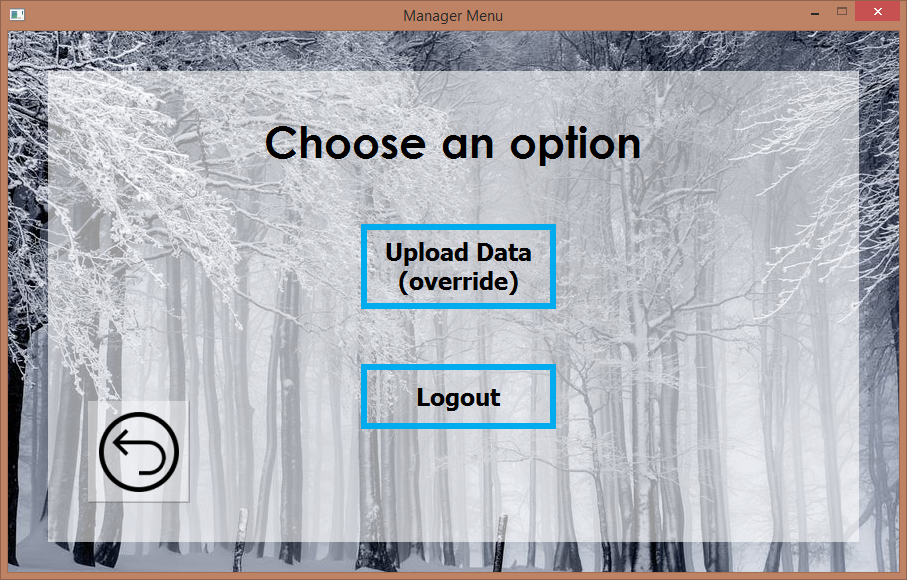 Manager Menu
Choose an option
Upload Data
(override)
Logout